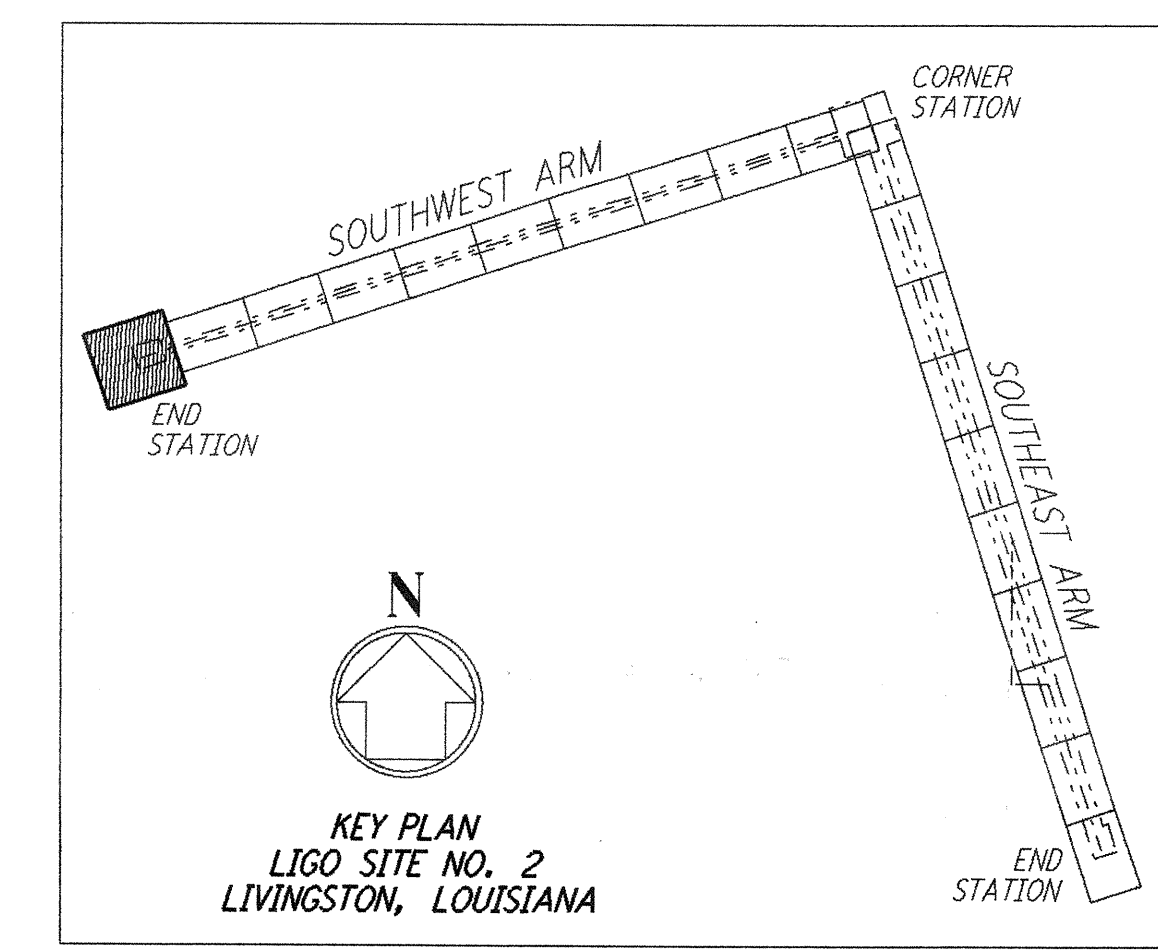 CORNER
STATION
SOUTHWEST ARM
END
STATION
SOUTHEAST ARM
N
KEY PLAN
LIGO SITE NO. 2
LIVINGSTON, LOUISIANA
END
STATION